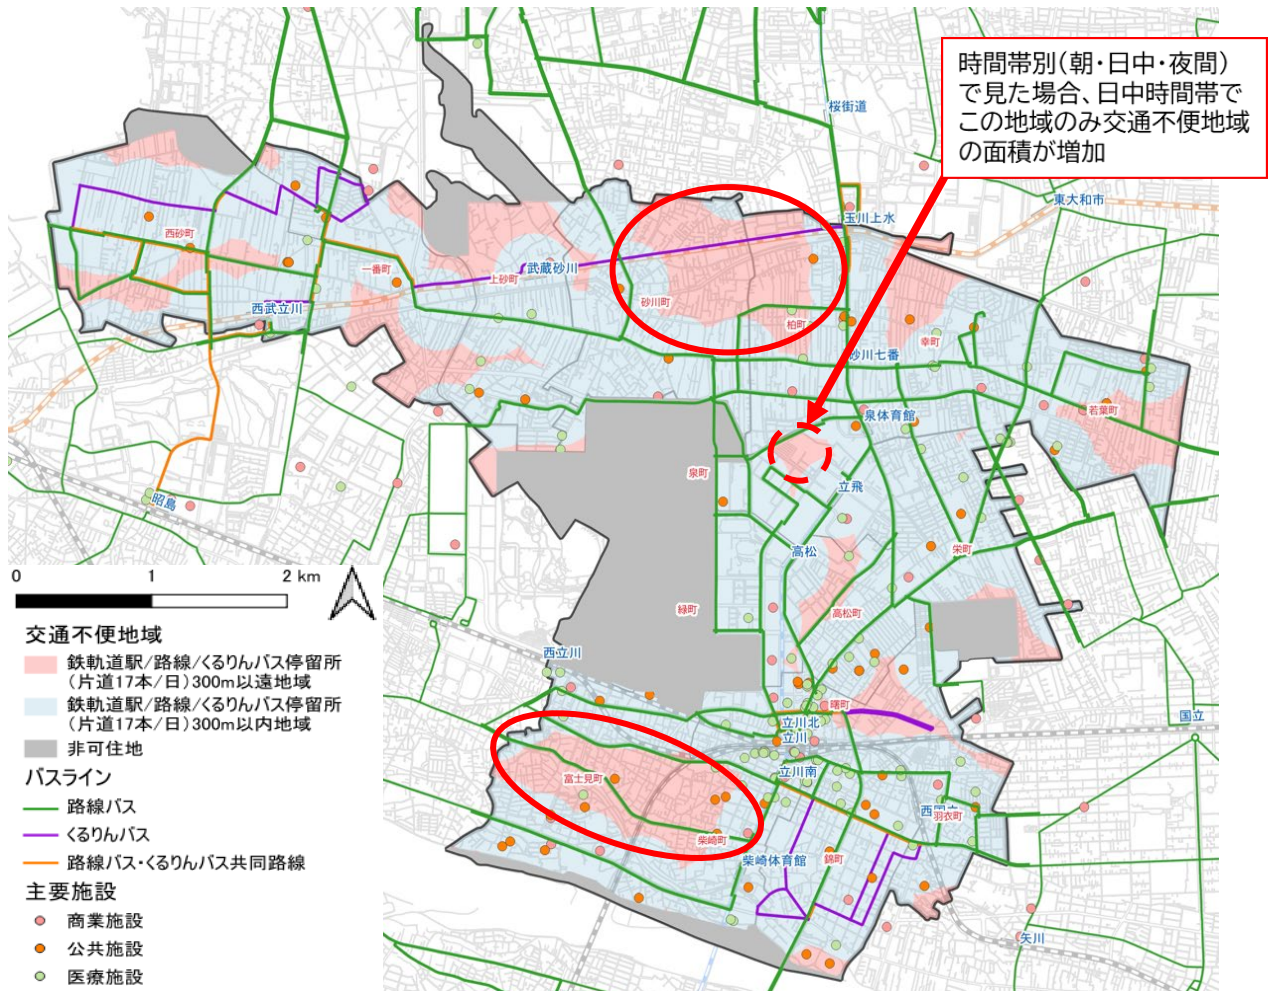 時間帯別(朝・日中・夜間)
で見た場合、日中時間帯で
この地域のみ交通不便地域
の面積が増加
桜街道
東大和市
玉川上水
西砂町
一番町
上砂町
武蔵砂川
砂川町
西武立川
柏町
幸町
砂川七番
若葉町
泉体育館
泉町
立飛
昭島
高松
栄町
高松町
緑町
西立川
曙町
立川北
立川
国立
立川南
富士見町
西国立
羽衣町
柴崎町
柴崎体育館
錦町
矢川
0 1 2 km
交通不便地域
鉄軌道駅/路線/くるりんバス停留所
(片道17本/日)300m以遠地域
鉄軌道駅/路線/くるりんバス停留所
(片道17本/日)300m以内地域
非可住地
バスライン
路線バス
くるりんバス
路線バス・くるりんバス共同路線
主要施設
商業施設
公共施設
医療施設